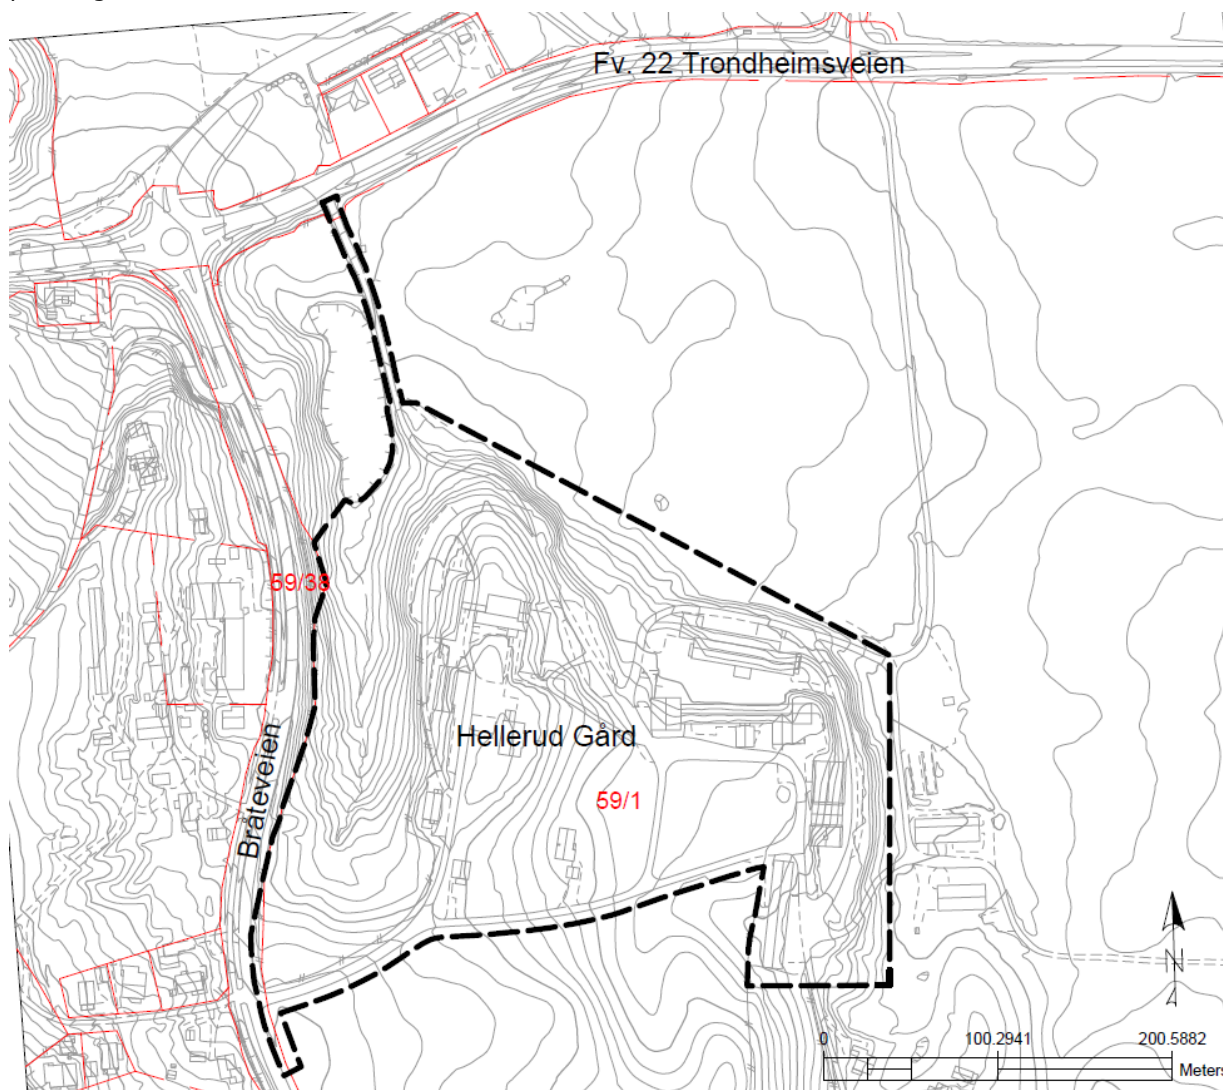 Fv. 22 Trondheimsveien
59/38
Hellerud Gård
Bråteveien
59/1
N
0 100.2941 200.5882
Meters